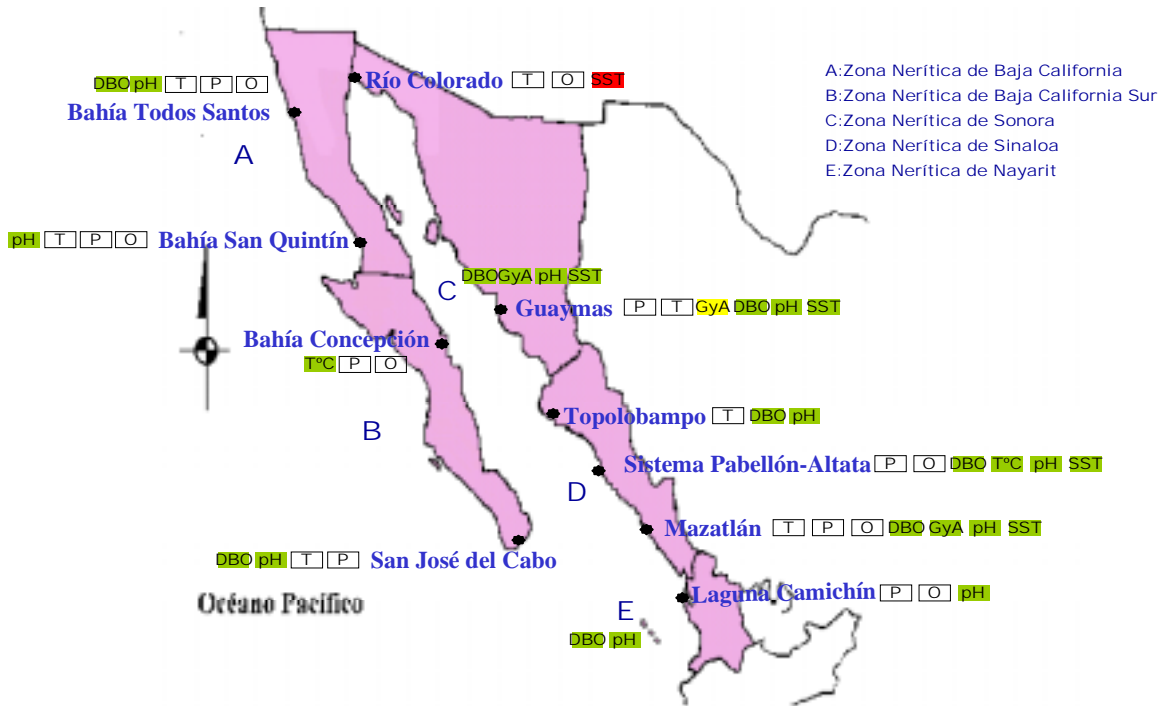 DBO pH T P O
Bahía Todos Santos
Río Colorado T O SST
A:Zona Nerítica de Baja California
B:Zona Nerítica de Baja California Sur
C:Zona Nerítica de Sonora
D:Zona Nerítica de Sinaloa
E:Zona Nerítica de Nayarit
A
pH T P O Bahía San Quintín
C
DBO GyA pH SST
Guaymas P T GyA DBO pH SST
Bahía Concepción
TºC P O
B
Topolobampo T DBO pH
Sistema Pabellón-Altata P O DBO TºC pH SST
D
Mazatlán T P O DBO GyA pH SST
DBO pH T P San José del Cabo
Océano Pacífico
Laguna Camichín P O pH
E
DBO pH